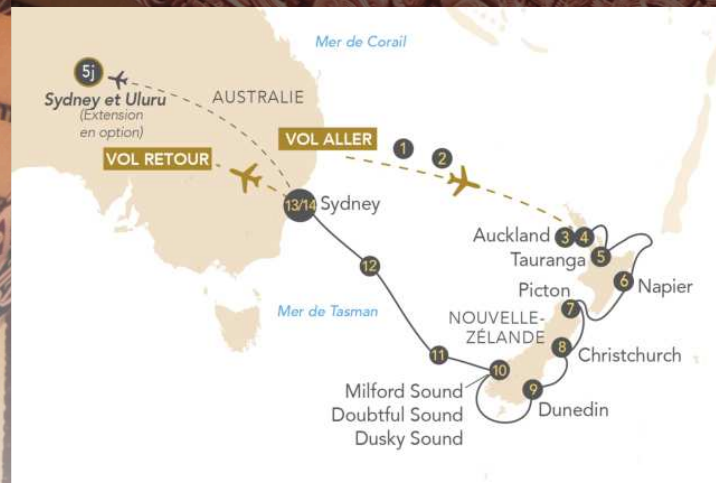 Mer de Corail
5j
Sydney et Uluru
(Extension
en option)
AUSTRALIE
VOL ALLER
VOL RETOUR
1
2
13/14
Sydney
Auckland
3
4
Tauranga
5
6
Napier
12
Picton
7
Mer de Tasman
NOUVELLE-
ZÉLANDE
8
Christchurch
11
10
9
Dunedin
Milford Sound
Doubtful Sound
Dusky Sound